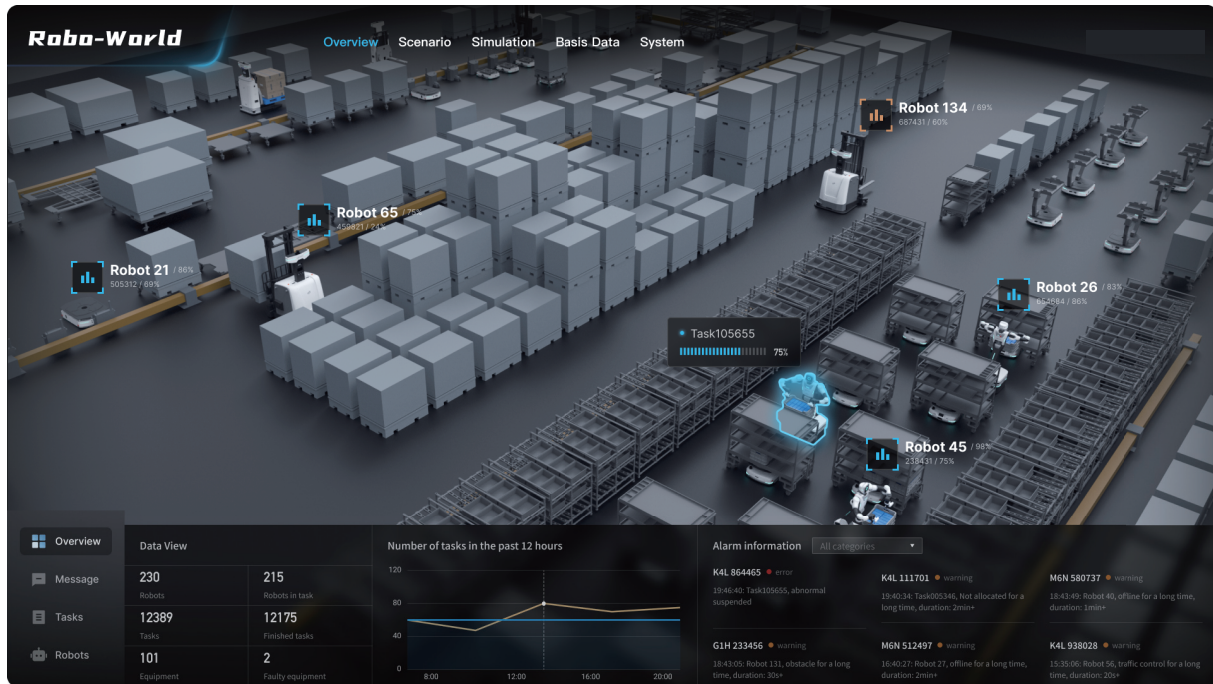 Robo-World
Overview Scenario Simulation Basis Data System
Robot 134 / 69%
687431 / 60%
Robot 65 / 75%
459821 / 24%
Robot 21 / 86%
505312 / 69%
Robot 26 / 83%
654684 / 86%
Task105655
75%
Robot 45 / 98%
238431 / 75%
Overview
Message
Tasks
Robots
Data View
230
Robots
215
Robots in task
12389
Tasks
12175
Finished tasks
101
Equipment
2
Faulty equipment
Number of tasks in the past 12 hours
120
80
40
0
8:00 12:00 16:00 20:00
Alarm information All categories
K4L 864465 error
19:46:40: Task105655, abnormal
suspended
K4L 111701 warning
19:40:34: Task005346, Not allocated for a
long time, duration: 2min+
M6N 580737 warning
18:43:49: Robot 40, offline for a long time,
duration: 1min+
G1H 233456 warning
18:43:05: Robot 131, obstacle for a long
time, duration: 30s+
M6N 512497 warning
16:40:27: Robot 27, offline for a long time,
duration: 2min+
K4L 938028 warning
15:35:06: Robot 56, traffic control for a long
time, duration: 20s+